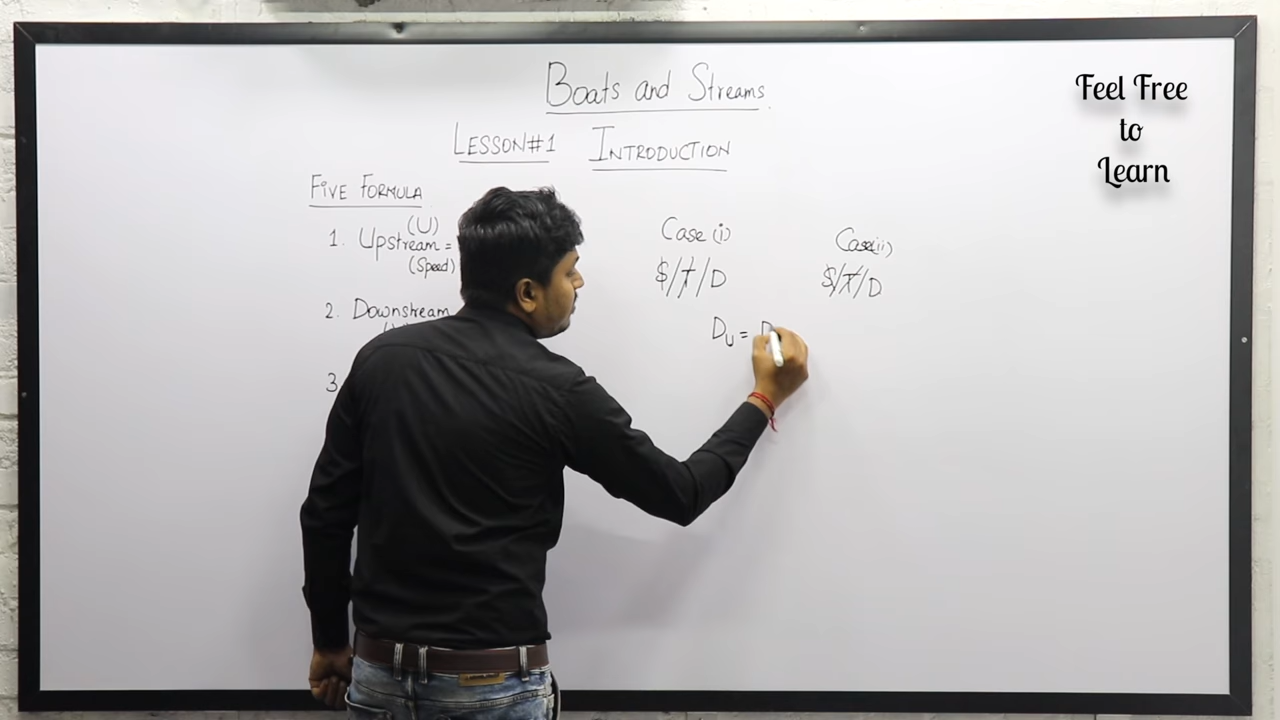 Boats and Streams.
LESSON#1 INTRODUCTION
FIVE FORMULA
(U)
1. Upstream =
(Speed)
2. Downstream
3
Case (i)
S/T/D
Case(ii)
S/T/D
Du = D
Feel Free
to
Learn